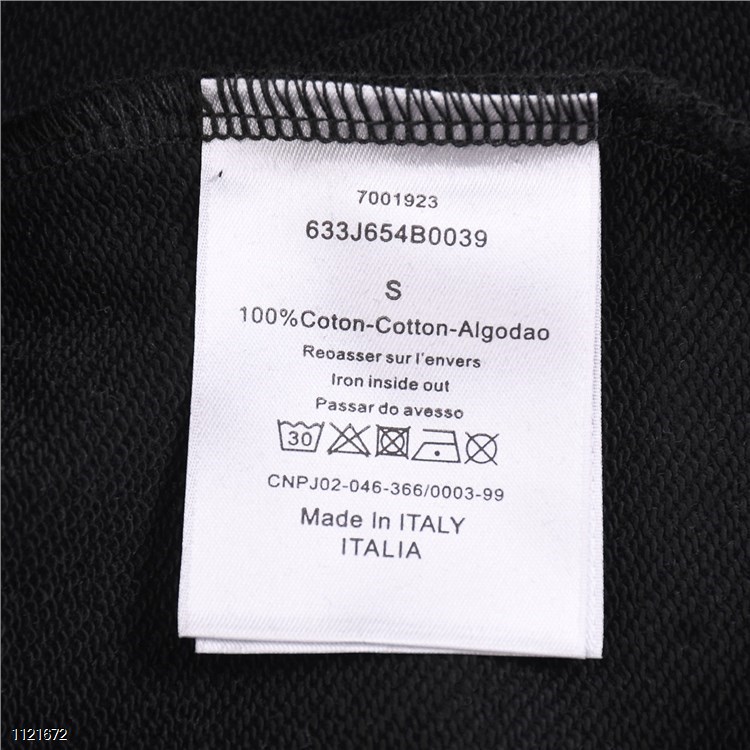 7001923
633J654B0039
S
100%Coton-Cotton-Algodao
Reoasser sur l'envers
Iron inside out
Passar do avesso
30
CNPJ02-046-366/0003-99
Made In ITALY
ITALIA
1121672